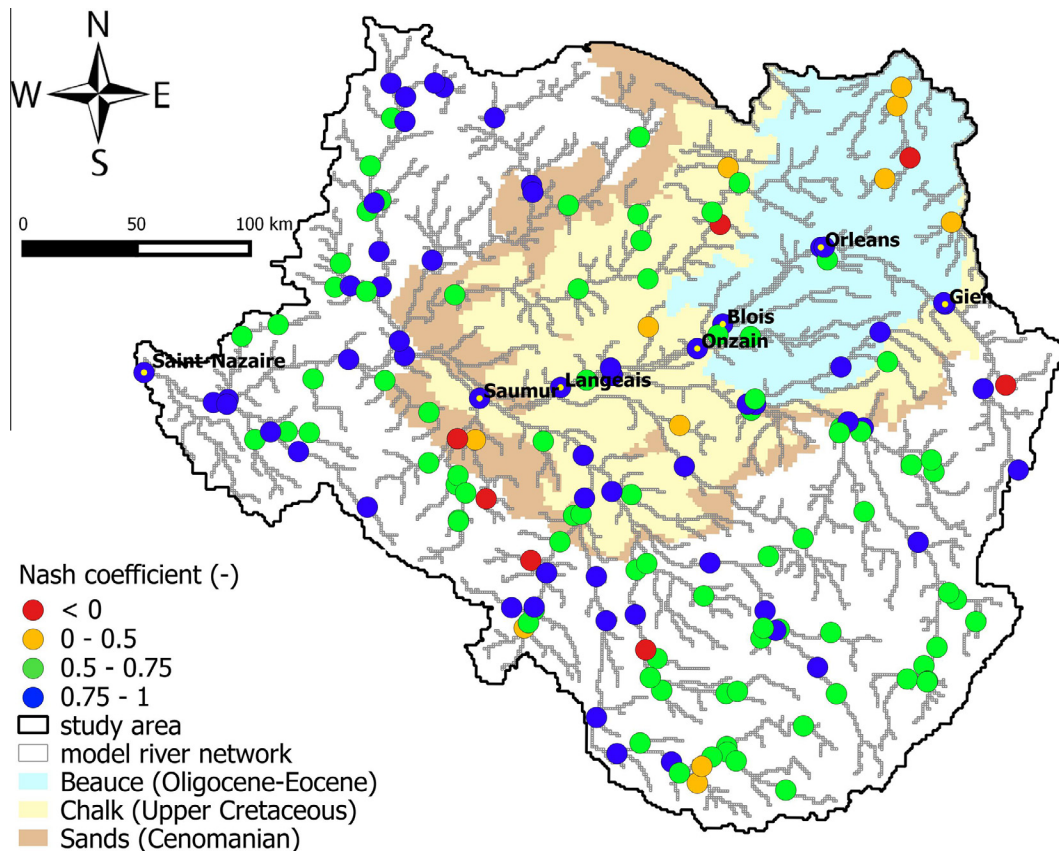 N
W E
S
0 50 100 km
Orleans
Gien
Blois
Onzain
Saint-Nazaire
Langeais
Saumur
Nash coefficient (-)
< 0
0 - 0.5
0.5 - 0.75
0.75 - 1
study area
model river network
Beauce (Oligocene-Eocene)
Chalk (Upper Cretaceous)
Sands (Cenomanian)